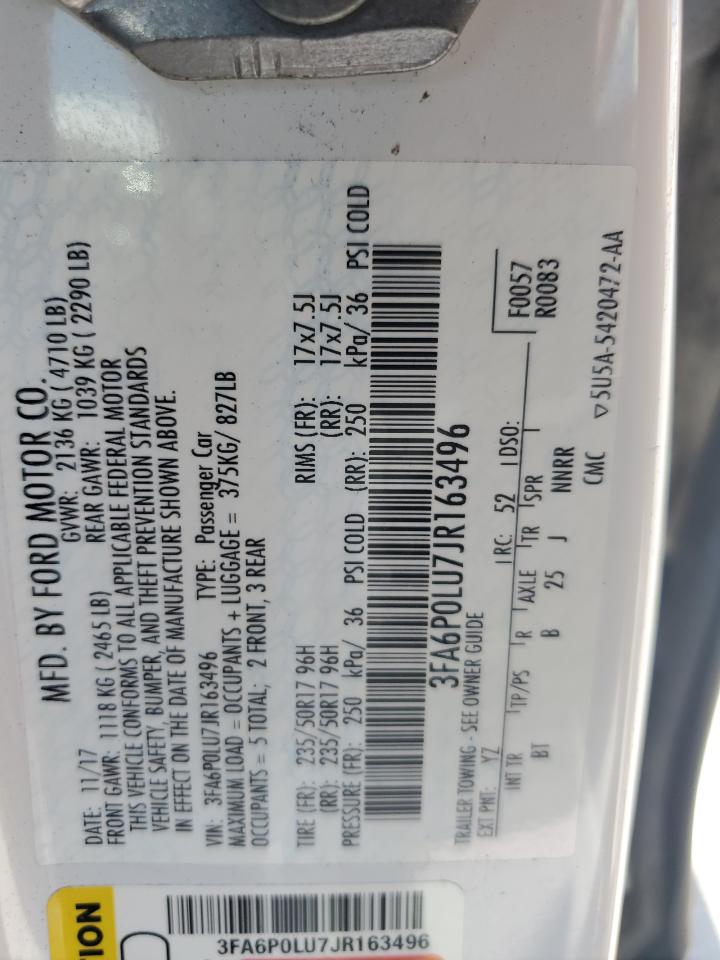 MFD. BY FORD MOTOR CO.
DATE: 11/17 GVWR: 2136 KG ( 4710 LB)
FRONT GAWR: 1118 KG (2465 LB) REAR GAWR: 1039 KG ( 2290 LB)
THIS VEHICLE CONFORMS TO ALL APPLICABLE FEDERAL MOTOR
VEHICLE SAFETY, BUMPER, AND THEFT PREVENTION STANDARDS
IN EFFECT ON THE DATE OF MANUFACTURE SHOWN ABOVE.
VIN: 3FA6P0LU7JR163496 TYPE: Passenger Car
MAXIMUM LOAD = OCCUPANTS + LUGGAGE = 375KG/ 827LB
OCCUPANTS = 5 TOTAL; 2 FRONT, 3 REAR
TIRE (FR): 235/50R17 96H RIMS (FR): 17x7.5J
(RR): 235/50R17 96H (RR): 17x7.5J
PRESSURE (FR): 250 kPa/ 36 PSI COLD (RR): 250 kPa/ 36 PSI COLD
3FA6P0LU7JR163496
TRAILER TOWING - SEE OWNER GUIDE
F0057
R0083
EXT PNT: YZ RC: 52 DSO:
INT TR TP/PS R AXLE TR SPR
BT B 25 J NNRR
CMC ▽5U5A-5420472-AA
TION
3FA6P0LU7JR163496